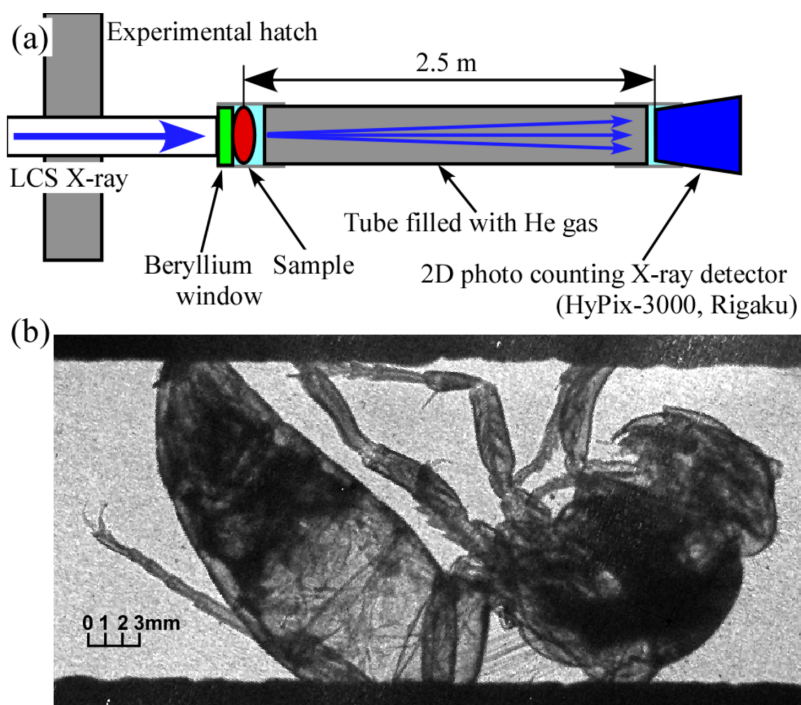 (a)
Experimental hatch
2.5 m
LCS X-ray
Tube filled with He gas
Beryllium
window
Sample
2D photo counting X-ray detector
(HyPix-3000, Rigaku)
(b)
0 1 2 3mm